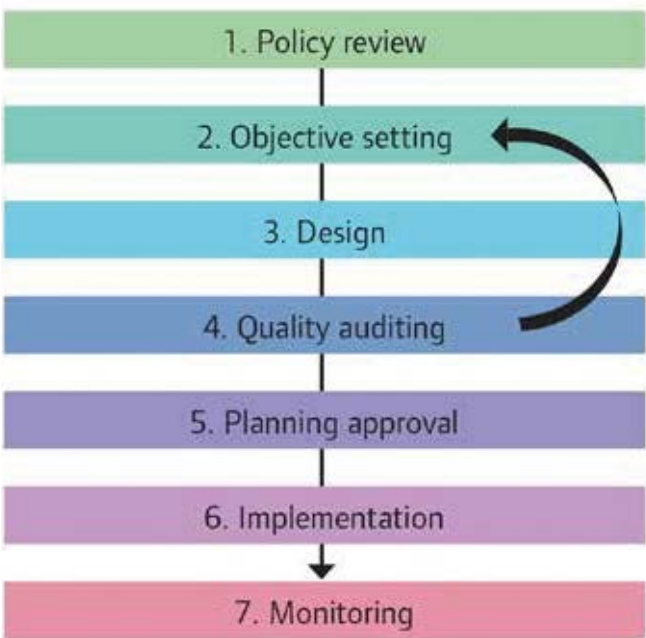 1. Policy review
2. Objective setting
3. Design
4. Quality auditing
5. Planning approval
6. Implementation
7. Monitoring